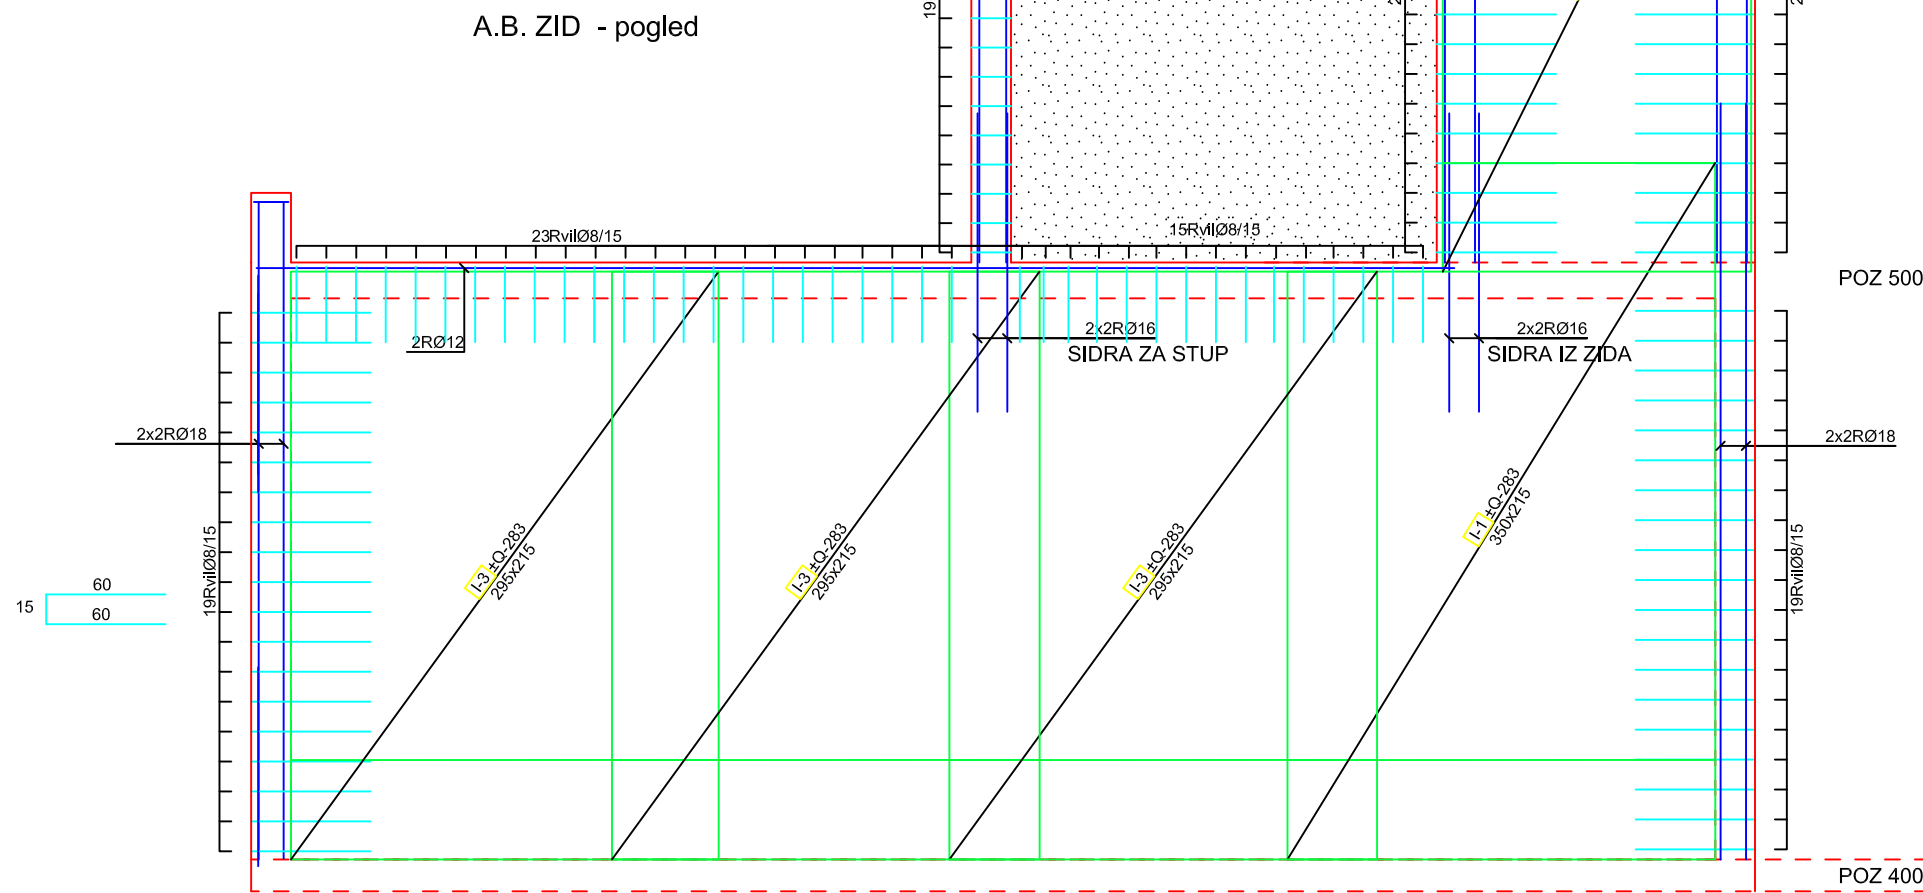 A.B. ZID - pogled
19
2
2
23RvilØ8/15
15RvilØ8/15
POZ 500
2RØ12
2x2RØ16
SIDRA ZA STUP
2x2RØ16
SIDRA IZ ZIDA
2x2RØ18
2x2RØ18
I-3 ±Q-283
295x215
I-3 ±Q-283
295x215
I-3 ±Q-283
295x215
I-1 ±Q-283
350x215
19RvilØ8/15
19RvilØ8/15
60
15
60
POZ 400